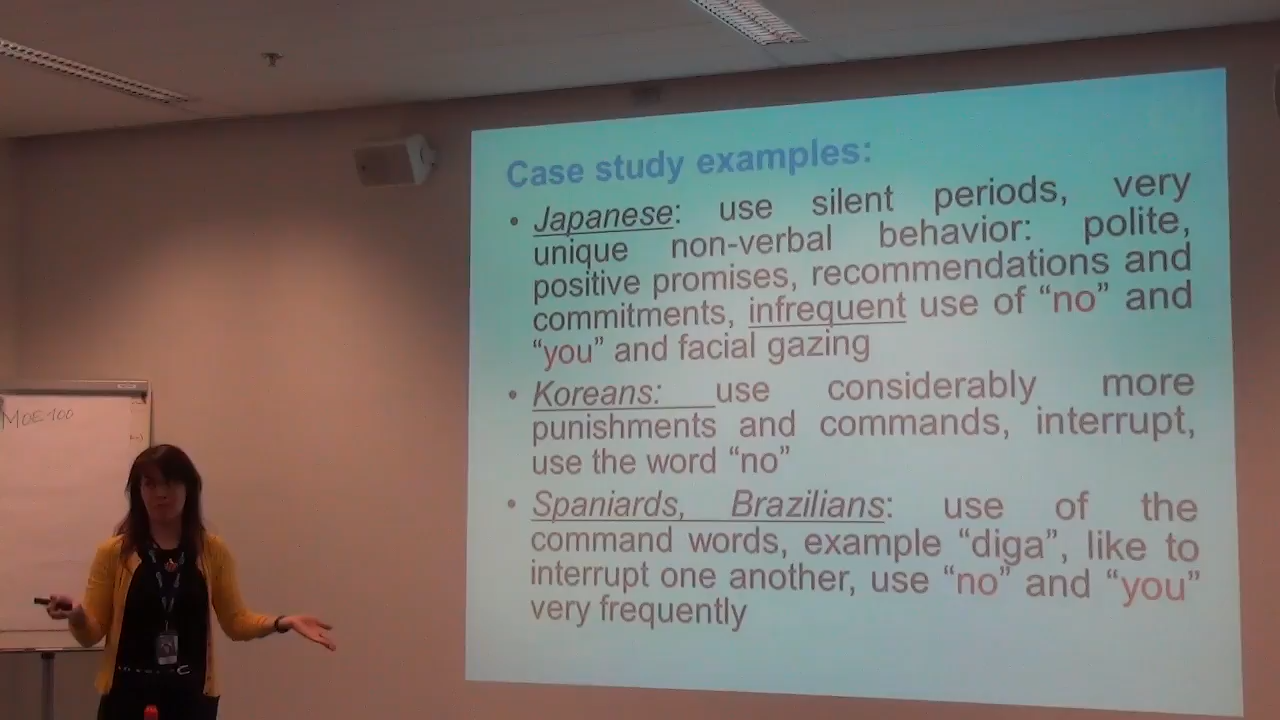 Case study examples:
• Japanese: use silent periods, very
unique non-verbal behavior: polite,
positive promises, recommendations and
commitments, infrequent use of “no” and
“you” and facial gazing
• Koreans: use considerably more
punishments and commands, interrupt,
use the word “no”
• Spaniards, Brazilians: use of the
command words, example “diga”, like to
interrupt one another, use “no” and “you”
very frequently
MOE-100